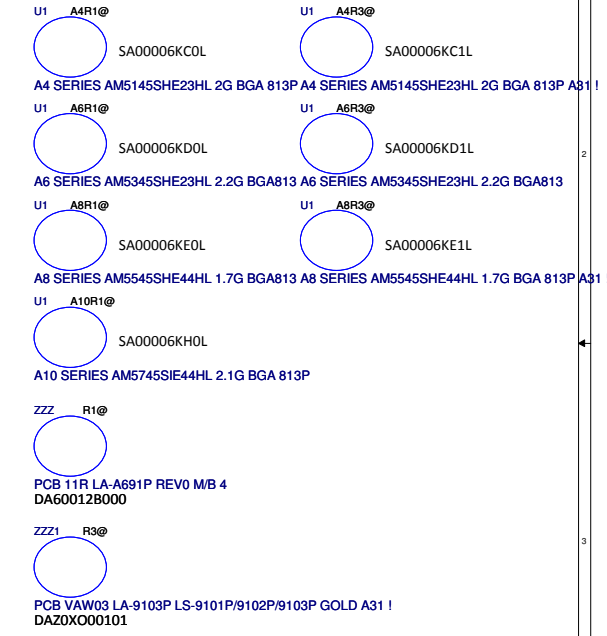 U1 A4R1@ U1 A4R3@
SA00006KC0L SA00006KC1L
A4 SERIES AM5145SHE23HL 2G BGA 813P A4 SERIES AM5145SHE23HL 2G BGA 813P A31 !
U1 A6R1@ U1 A6R3@
SA00006KD0L SA00006KD1L
2
A6 SERIES AM5345SHE23HL 2.2G BGA813 A6 SERIES AM5345SHE23HL 2.2G BGA813
U1 A8R1@ U1 A8R3@
SA00006KE0L SA00006KE1L
A8 SERIES AM5545SHE44HL 1.7G BGA813 A8 SERIES AM5545SHE44HL 1.7G BGA 813P A31
U1 A10R1@
SA00006KH0L
A10 SERIES AM5745SIE44HL 2.1G BGA 813P
ZZZ R1@
PCB 11R LA-A691P REV0 M/B 4
DA60012B000
ZZZ1 R3@
3
PCB VAW03 LA-9103P LS-9101P/9102P/9103P GOLD A31 !
DAZ0XO00101